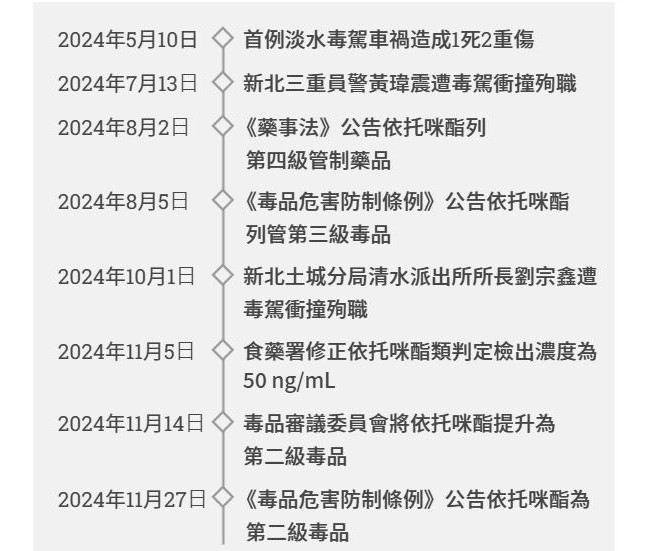 2024年5月10日 首例淡水毒駕車禍造成1死2重傷
2024年7月13日 新北三重員警黃瑋震遭毒駕衝撞殉職
2024年8月2日 《藥事法》公告依托咪酯列
第四級管制藥品
2024年8月5日 《毒品危害防制條例》公告依托咪酯
列管第三級毒品
2024年10月1日 新北土城分局清水派出所所長劉宗鑫遭
毒駕衝撞殉職
2024年11月5日 食藥署修正依托咪酯類判定檢出濃度為
50 ng/mL
2024年11月14日 毒品審議委員會將依托咪酯提升為
第二級毒品
2024年11月27日 《毒品危害防制條例》公告依托咪酯為
第二級毒品